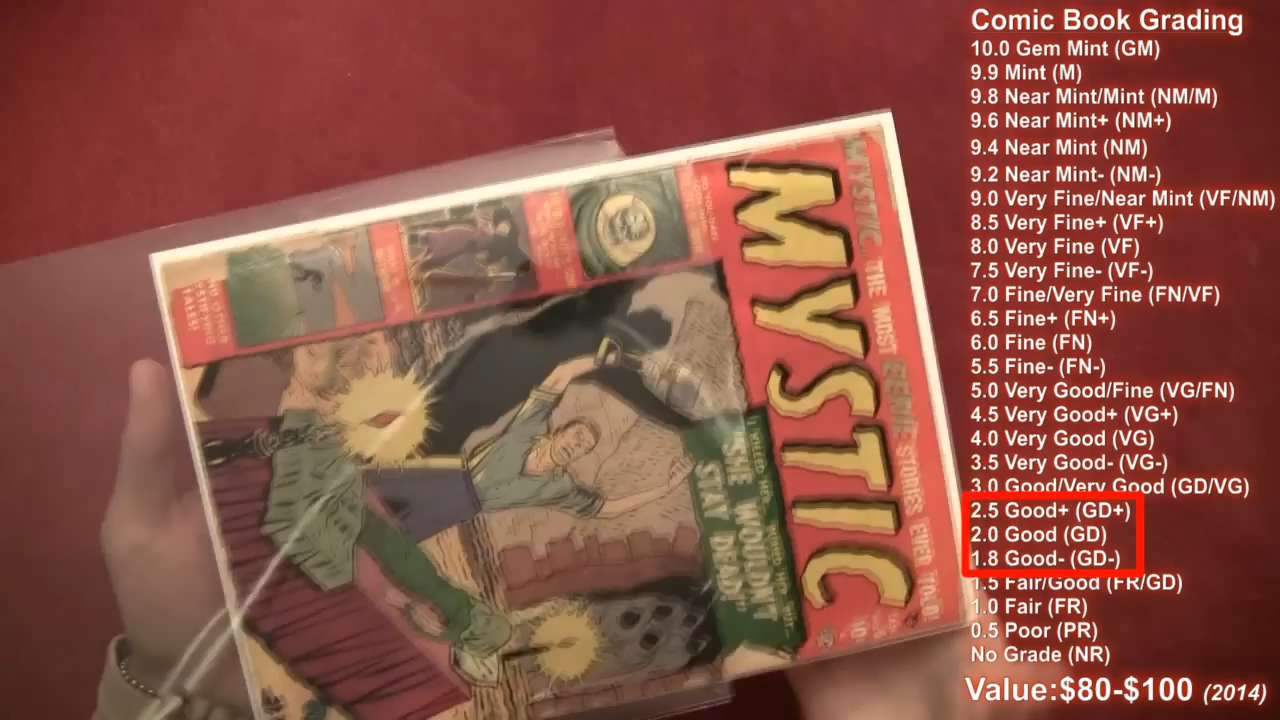 MYSTIC THE MOST EERIE STORIES EVER TOLD!
MYSTIC
10¢
I KILLED HER, BURIED HER, BUT...
"SHE WOULDN'T
STAY DEAD!"
Comic Book Grading
10.0 Gem Mint (GM)
9.9 Mint (M)
9.8 Near Mint/Mint (NM/M)
9.6 Near Mint+ (NM+)
9.4 Near Mint (NM)
9.2 Near Mint- (NM-)
9.0 Very Fine/Near Mint (VF/NM)
8.5 Very Fine+ (VF+)
8.0 Very Fine (VF)
7.5 Very Fine- (VF-)
7.0 Fine/Very Fine (FN/VF)
6.5 Fine+ (FN+)
6.0 Fine (FN)
5.5 Fine- (FN-)
5.0 Very Good/Fine (VG/FN)
4.5 Very Good+ (VG+)
4.0 Very Good (VG)
3.5 Very Good- (VG-)
3.0 Good/Very Good (GD/VG)
2.5 Good+ (GD+)
2.0 Good (GD)
1.8 Good- (GD-)
1.5 Fair/Good (FR/GD)
1.0 Fair (FR)
0.5 Poor (PR)
No Grade (NR)
Value:$80-$100 (2014)